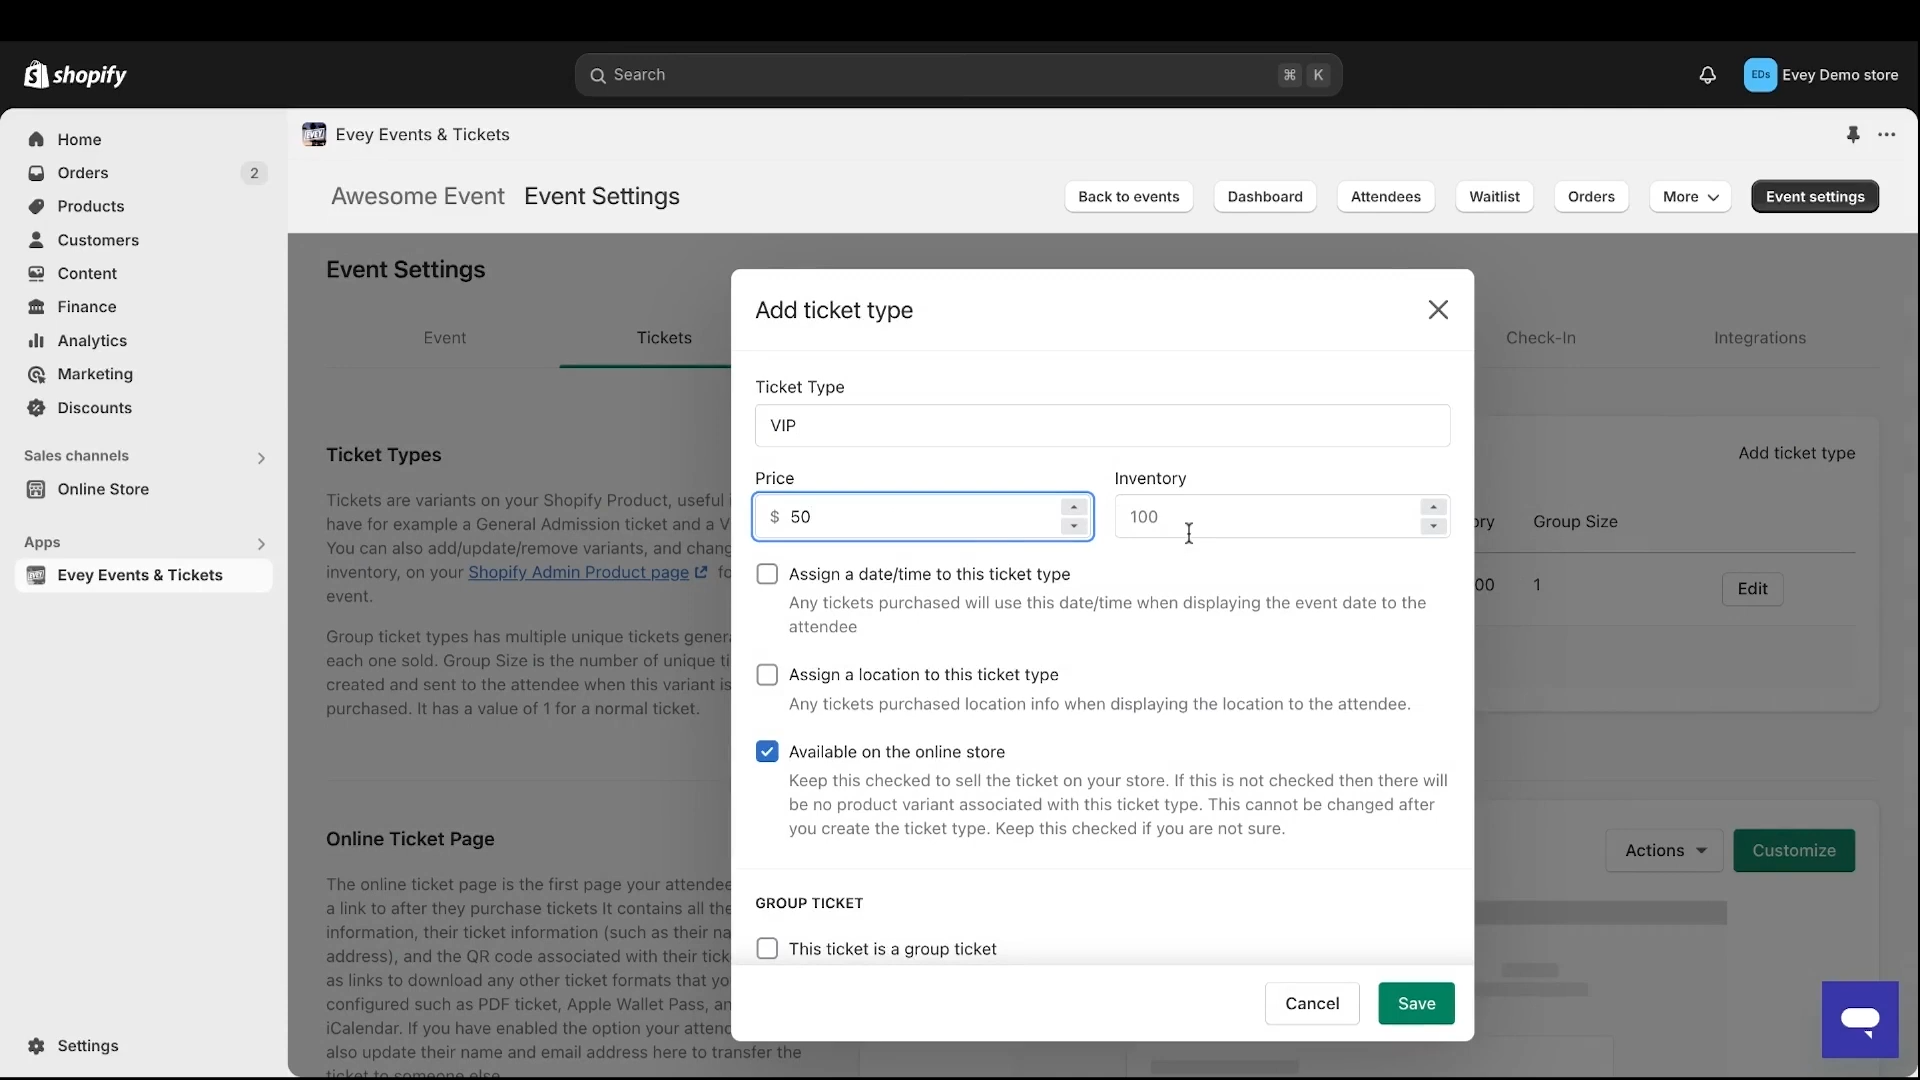 shopify
Search
⌘ K
EDs
Evey Demo store
Home
Orders 2
Products
Customers
Content
Finance
Analytics
Marketing
Discounts
Sales channels
Online Store
Apps
Evey Events & Tickets
Settings
Evey Events & Tickets
Awesome Event Event Settings
Back to events
Dashboard
Attendees
Waitlist
Orders
More
Event settings
Event Settings
Event
Tickets
Check-In
Integrations
Ticket Types
Tickets are variants on your Shopify Product, useful
have for example a General Admission ticket and a V
You can also add/update/remove variants, and chang
inventory, on your Shopify Admin Product page fo
event.
Group ticket types has multiple unique tickets genera
each one sold. Group Size is the number of unique ti
created and sent to the attendee when this variant is
purchased. It has a value of 1 for a normal ticket.
Add ticket type
ory Group Size
00 1 Edit
Online Ticket Page
The online ticket page is the first page your attendee
a link to after they purchase tickets It contains all the
information, their ticket information (such as their na
address), and the QR code associated with their tick
as links to download any other ticket formats that yo
configured such as PDF ticket, Apple Wallet Pass, an
iCalendar. If you have enabled the option your attend
also update their name and email address here to transfer the
ticket to someone else.
Actions
Customize
Add ticket type
Ticket Type
VIP
Price
$ 50
Inventory
100
Assign a date/time to this ticket type
Any tickets purchased will use this date/time when displaying the event date to the
attendee
Assign a location to this ticket type
Any tickets purchased location info when displaying the location to the attendee.
Available on the online store
Keep this checked to sell the ticket on your store. If this is not checked then there will
be no product variant associated with this ticket type. This cannot be changed after
you create the ticket type. Keep this checked if you are not sure.
GROUP TICKET
This ticket is a group ticket
Cancel
Save